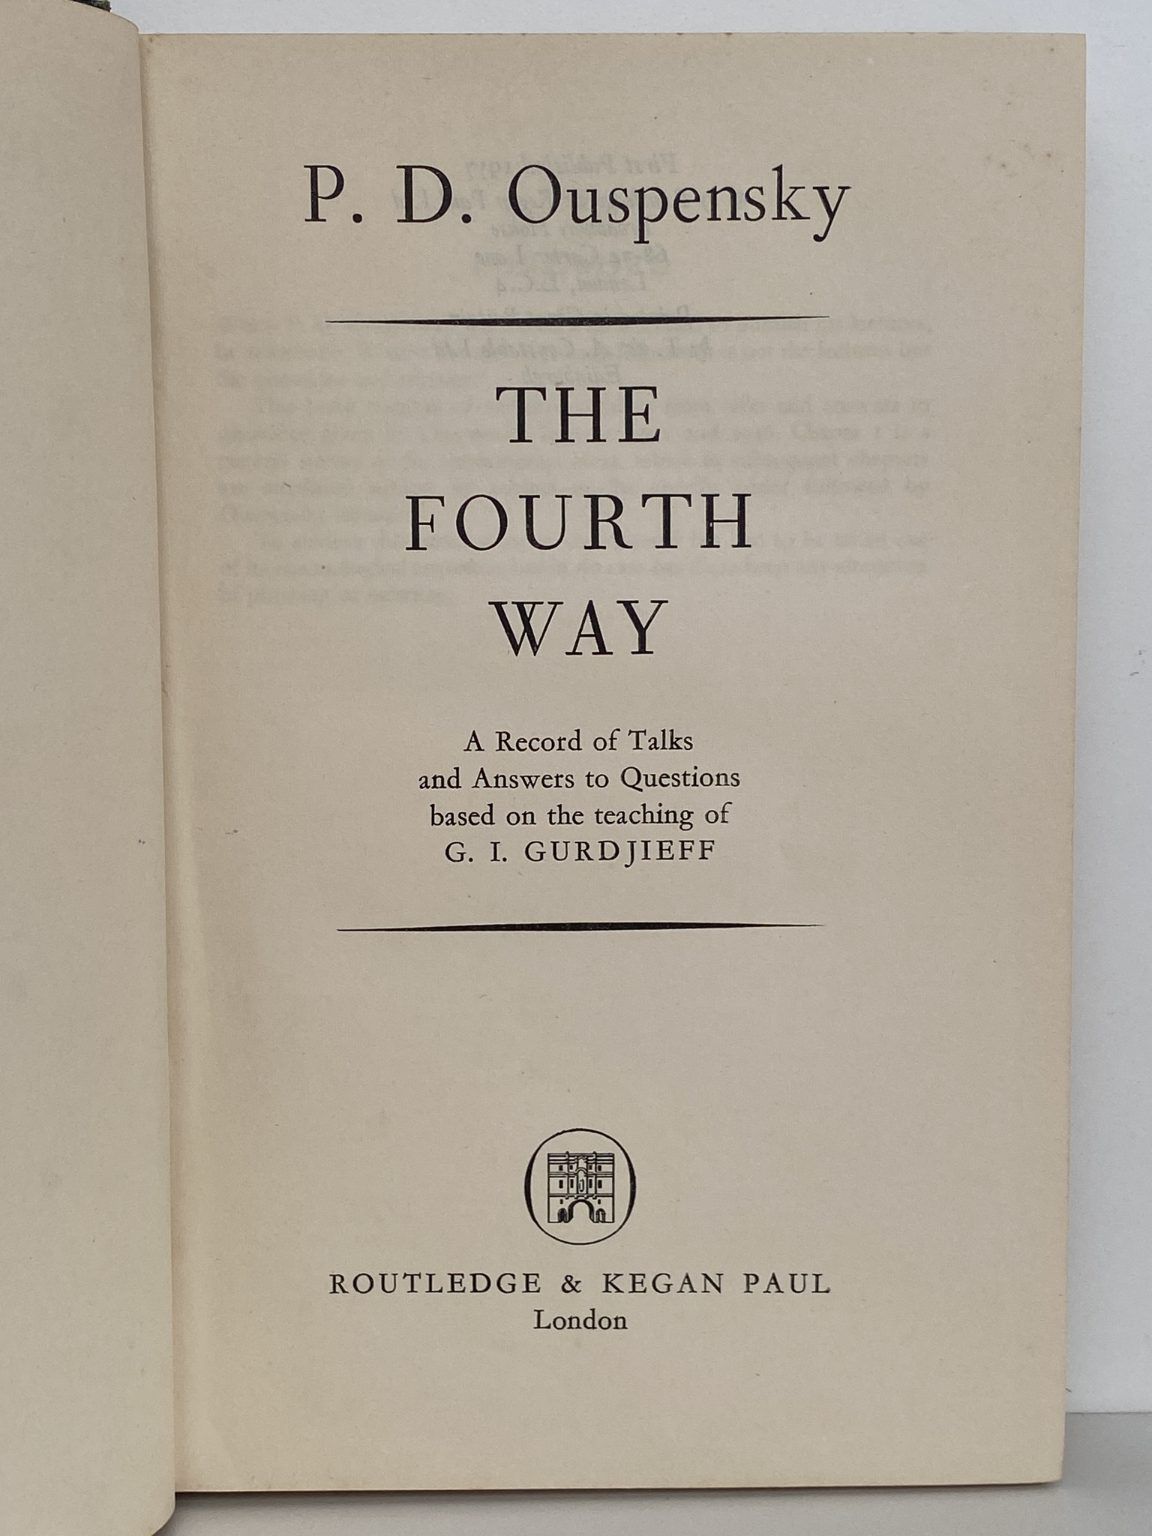 P. D. Ouspensky
THE
FOURTH
WAY
A Record of Talks
and Answers to Questions
based on the teaching of
G. I. GURDJIEFF
ROUTLEDGE & KEGAN PAUL
London